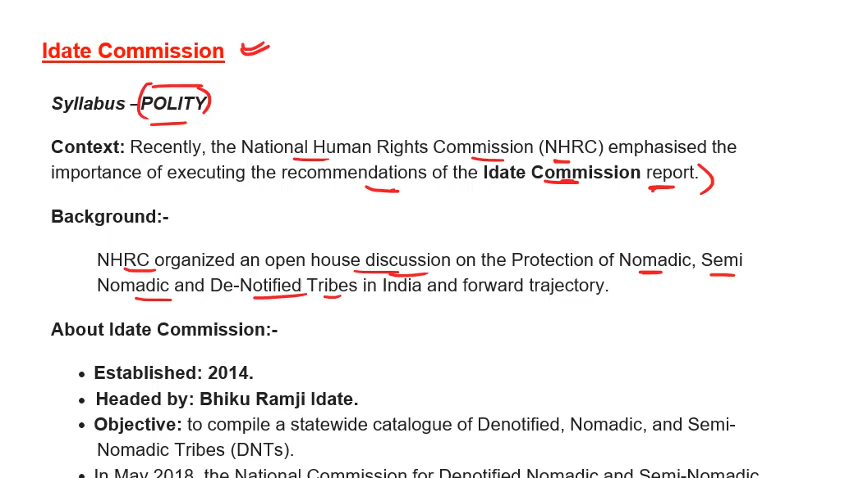 Idate Commission
Syllabus –POLITY
Context: Recently, the National Human Rights Commission (NHRC) emphasised the
importance of executing the recommendations of the Idate Commission report.
Background:-
NHRC organized an open house discussion on the Protection of Nomadic, Semi
Nomadic and De-Notified Tribes in India and forward trajectory.
About Idate Commission:-
• Established: 2014.
• Headed by: Bhiku Ramji Idate.
• Objective: to compile a statewide catalogue of Denotified, Nomadic, and Semi-
Nomadic Tribes (DNTs).
• In May 2018, the National Commission for Denotified Nomadic and Semi-Nomadic